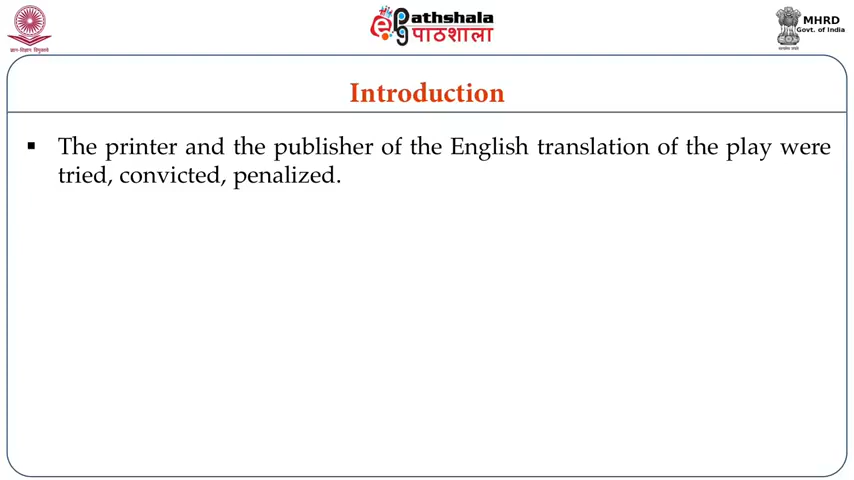 ePathshala
पाठशाला
MHRD
Govt. of India
Introduction
▪ The printer and the publisher of the English translation of the play were
tried, convicted, penalized.